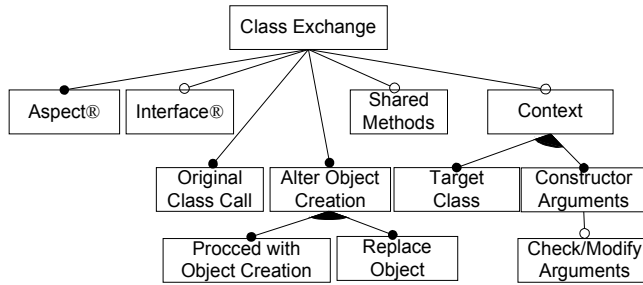 Class Exchange
Aspect®
Interface®
Shared
Methods
Context
Original
Class Call
Alter Object
Creation
Target
Class
Constructor
Arguments
Procced with
Object Creation
Replace
Object
Check/Modify
Arguments